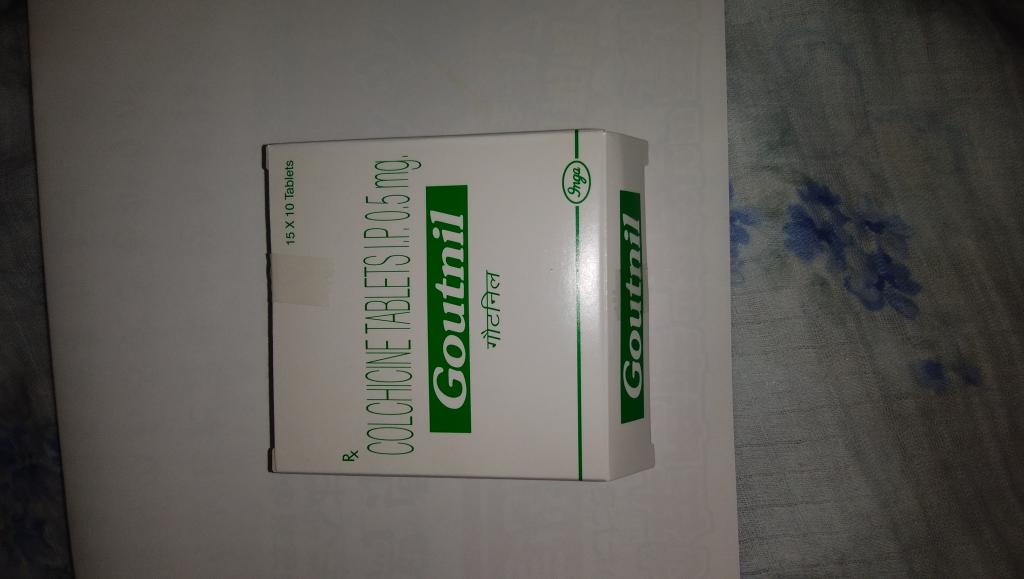 15 X 10 Tablets
Rx
COLCHICINE TABLETS I.P. 0.5 mg.
Goutnil
गौटनिल
Inga
Goutnil